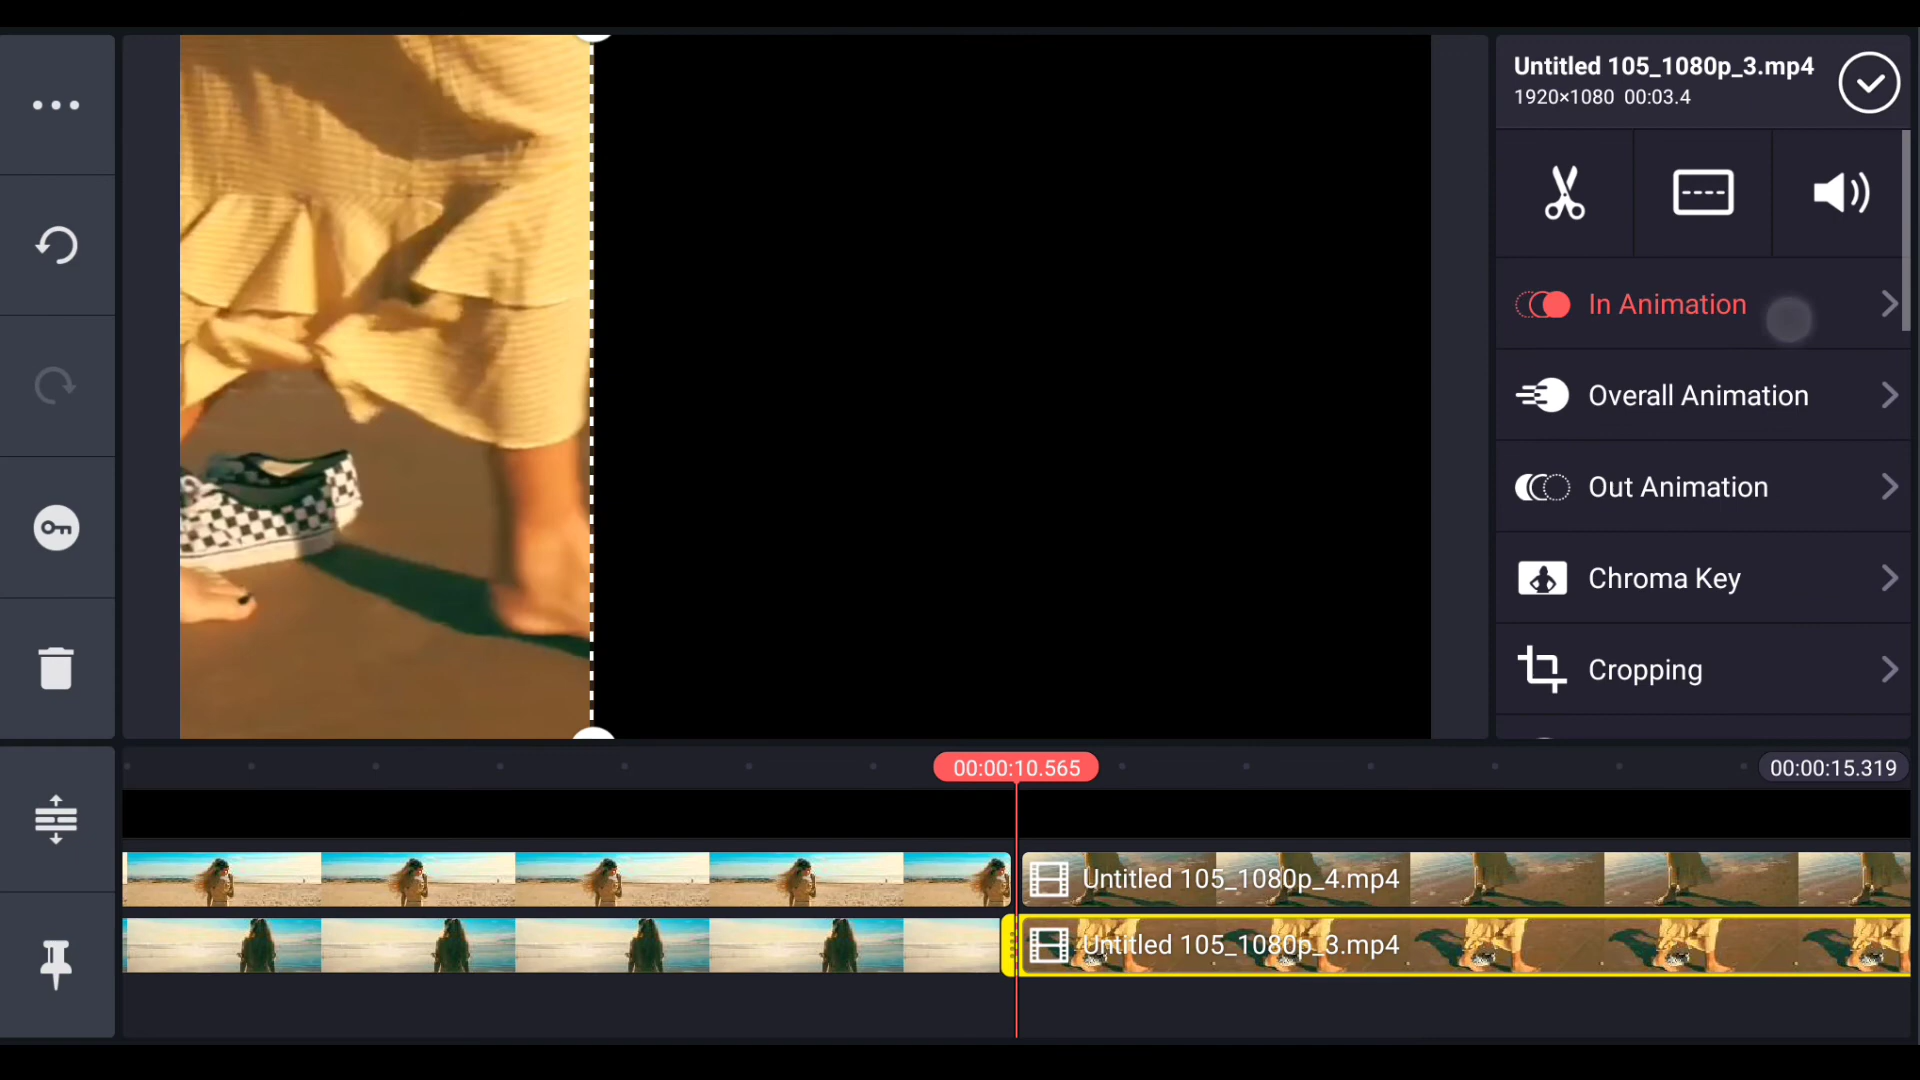 Untitled 105_1080p_3.mp4
1920×1080 00:03.4
In Animation
Overall Animation
Out Animation
Chroma Key
Cropping
00:00:10.565
00:00:15.319
Untitled 105_1080p_4.mp4
Untitled 105_1080p_3.mp4